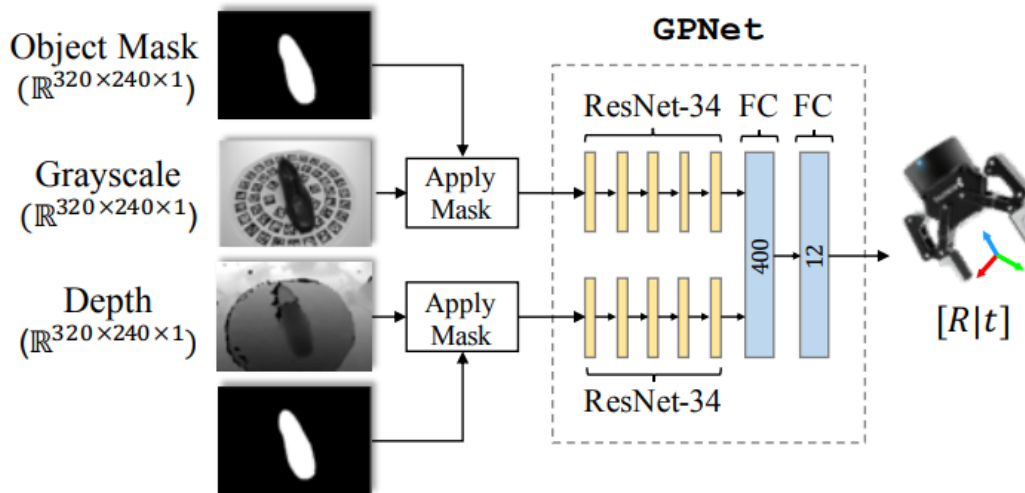 GPNet
Object Mask
(ℝ^{320×240×1})
ResNet-34 FC FC
Grayscale
(ℝ^{320×240×1})
Apply
Mask
400
12
Depth
(ℝ^{320×240×1})
Apply
Mask
[R|t]
ResNet-34